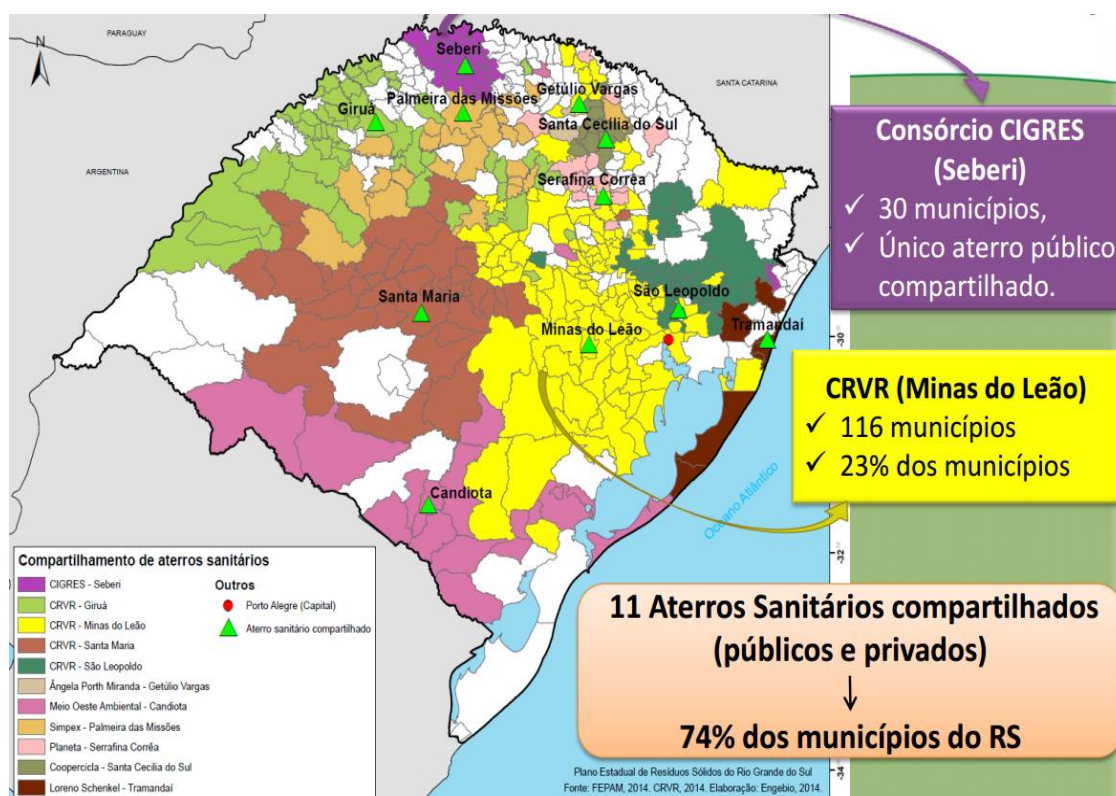 PARAGUAY
N
SANTA CATARINA
ARGENTINA
Seberi
Getúlio Vargas
Palmeira das Missões
Giruá
Santa Cecília do Sul
Serafina Corrêa
São Leopoldo
Santa Maria
Minas do Leão
Tramandaí
Candiota
Oceano Atlântico
-30
-32
-34
Consórcio CIGRES
(Seberi)
✓ 30 municípios,
✓ Único aterro público
compartilhado.
CRVR (Minas do Leão)
✓ 116 municípios
✓ 23% dos municípios
11 Aterros Sanitários compartilhados
(públicos e privados)
74% dos municípios do RS
Compartilhamento de aterros sanitários
CIGRES - Seberi
CRVR - Giruá
CRVR - Minas do Leão
CRVR - Santa Maria
CRVR - São Leopoldo
Ângela Porth Miranda - Getúlio Vargas
Meio Oeste Ambiental - Candiota
Simpex - Palmeira das Missões
Planeta - Serrafina Corrêa
Coopercicla - Santa Cecilia do Sul
Loreno Schenkel - Tramandaí
Outros
Porto Alegre (Capital)
Aterro sanitário compartilhado
Plano Estadual de Resíduos Sólidos do Rio Grande do Sul
Fonte: FEPAM, 2014. CRVR, 2014. Elaboração: Engebio, 2014.